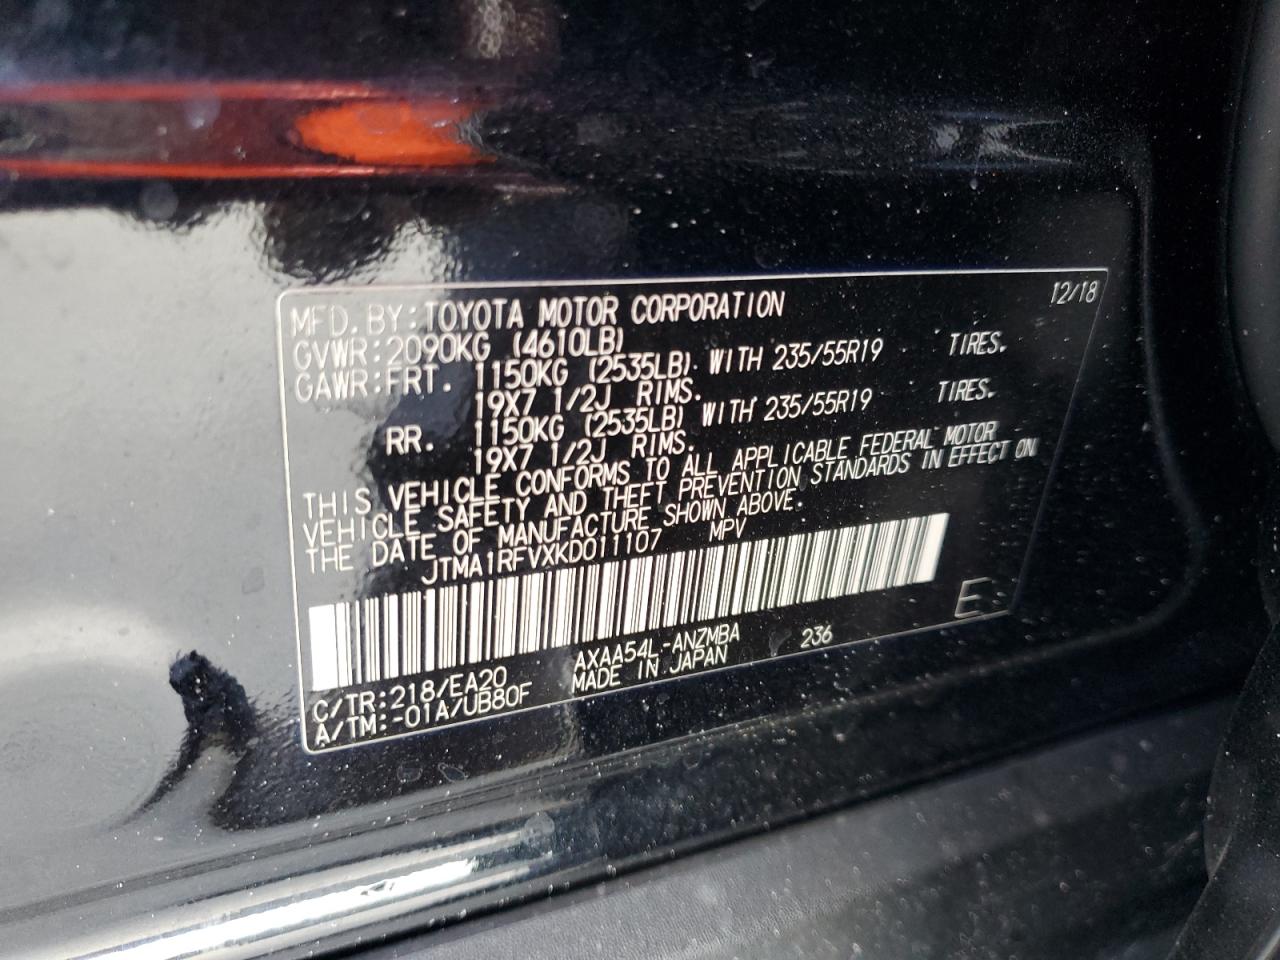 12/18
MFD. BY: TOYOTA MOTOR CORPORATION
GVWR: 2090KG (4610LB)
GAWR: FRT. 1150KG (2535LB) WITH 235/55R19 TIRES.
19X7 1/2J RIMS.
RR. 1150KG (2535LB) WITH 235/55R19 TIRES.
19X7 1/2J RIMS.
THIS VEHICLE CONFORMS TO ALL APPLICABLE FEDERAL MOTOR
VEHICLE SAFETY AND THEFT PREVENTION STANDARDS IN EFFECT ON
THE DATE OF MANUFACTURE SHOWN ABOVE.
JTMA1RFVXKD011107 MPV
E
C/TR: 218/EA20 AXAA54L-ANZMBA 236
A/TM: -01A/UB80F MADE IN JAPAN